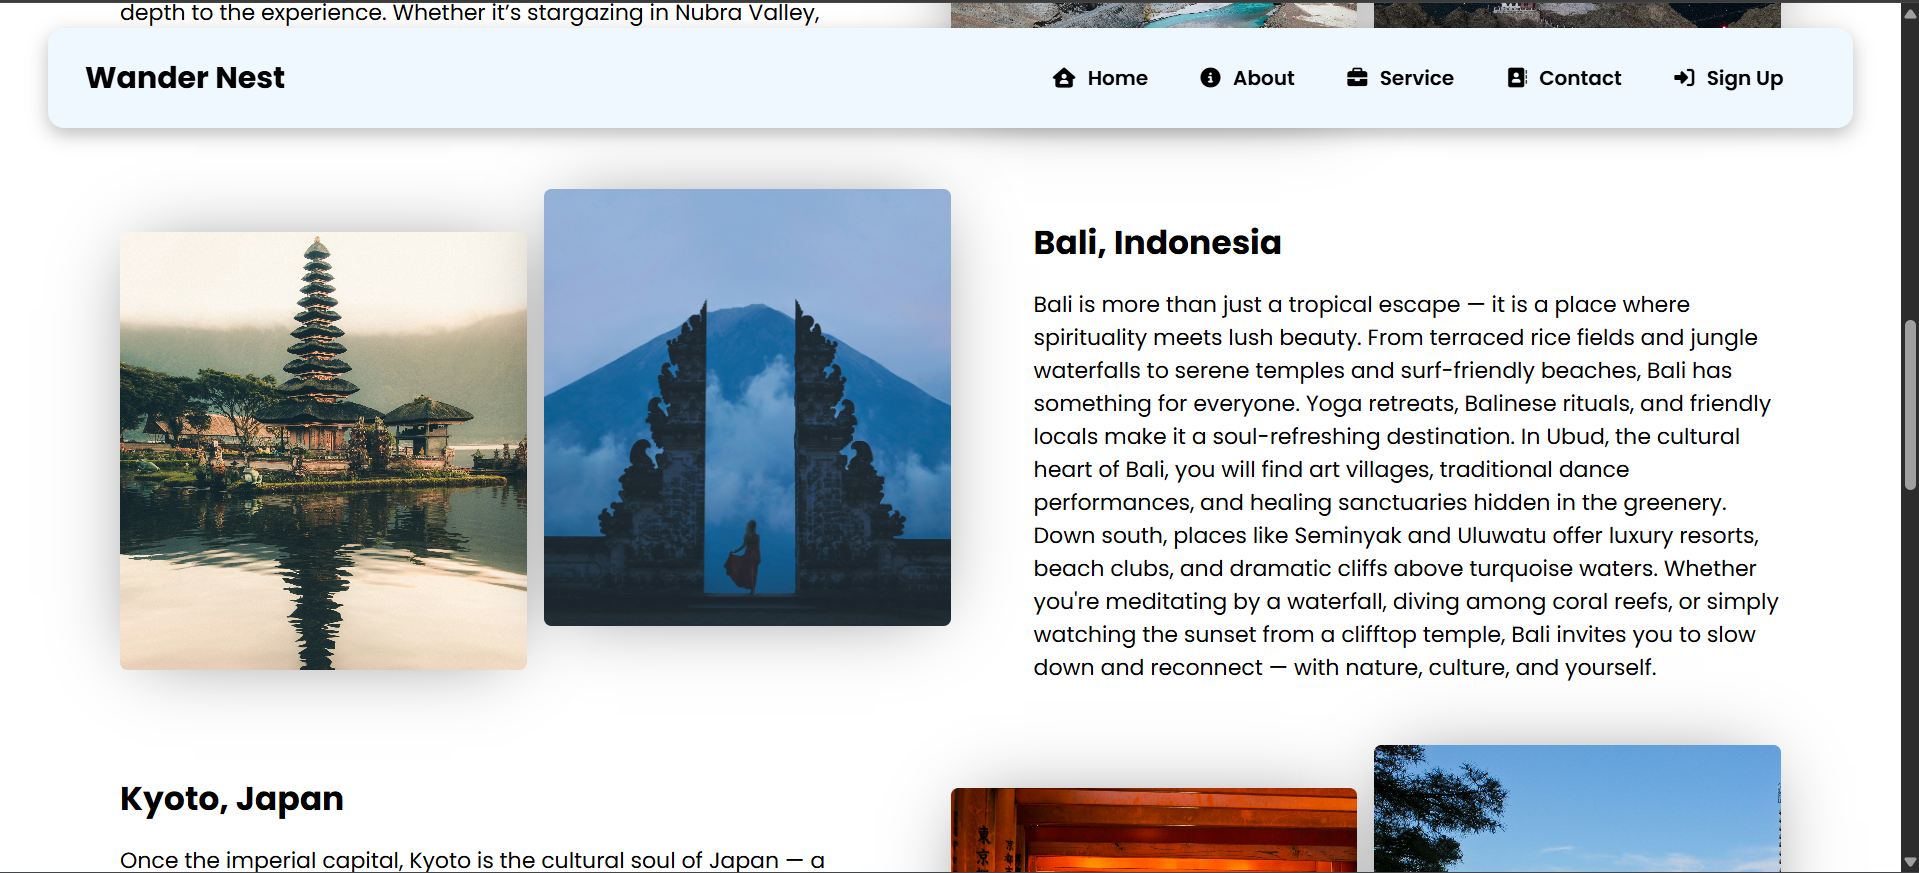 depth to the experience. Whether it’s stargazing in Nubra Valley,
Wander Nest
Home
About
Service
Contact
Sign Up
Bali, Indonesia
Bali is more than just a tropical escape — it is a place where
spirituality meets lush beauty. From terraced rice fields and jungle
waterfalls to serene temples and surf-friendly beaches, Bali has
something for everyone. Yoga retreats, Balinese rituals, and friendly
locals make it a soul-refreshing destination. In Ubud, the cultural
heart of Bali, you will find art villages, traditional dance
performances, and healing sanctuaries hidden in the greenery.
Down south, places like Seminyak and Uluwatu offer luxury resorts,
beach clubs, and dramatic cliffs above turquoise waters. Whether
you're meditating by a waterfall, diving among coral reefs, or simply
watching the sunset from a clifftop temple, Bali invites you to slow
down and reconnect — with nature, culture, and yourself.
Kyoto, Japan
Once the imperial capital, Kyoto is the cultural soul of Japan — a
東京